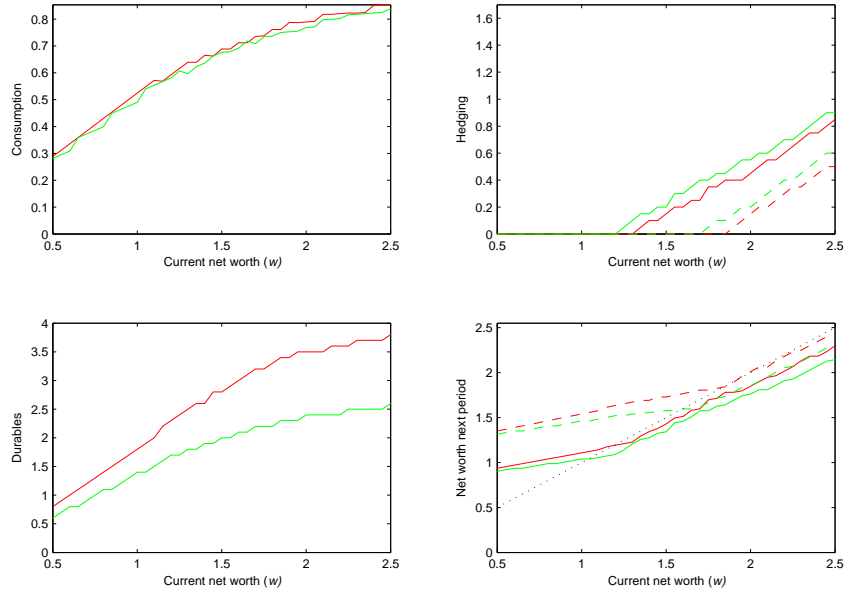 Consumption
0.8
0.7
0.6
0.5
0.4
0.3
0.2
0.1
0
0.5 1 1.5 2 2.5
Current net worth (w)
Hedging
1.6
1.4
1.2
1
0.8
0.6
0.4
0.2
0
0.5 1 1.5 2 2.5
Current net worth (w)
Durables
4
3.5
3
2.5
2
1.5
1
0.5
0
0.5 1 1.5 2 2.5
Current net worth (w)
Net worth next period
2.5
2
1.5
1
0.5
0
0.5 1 1.5 2 2.5
Current net worth (w)